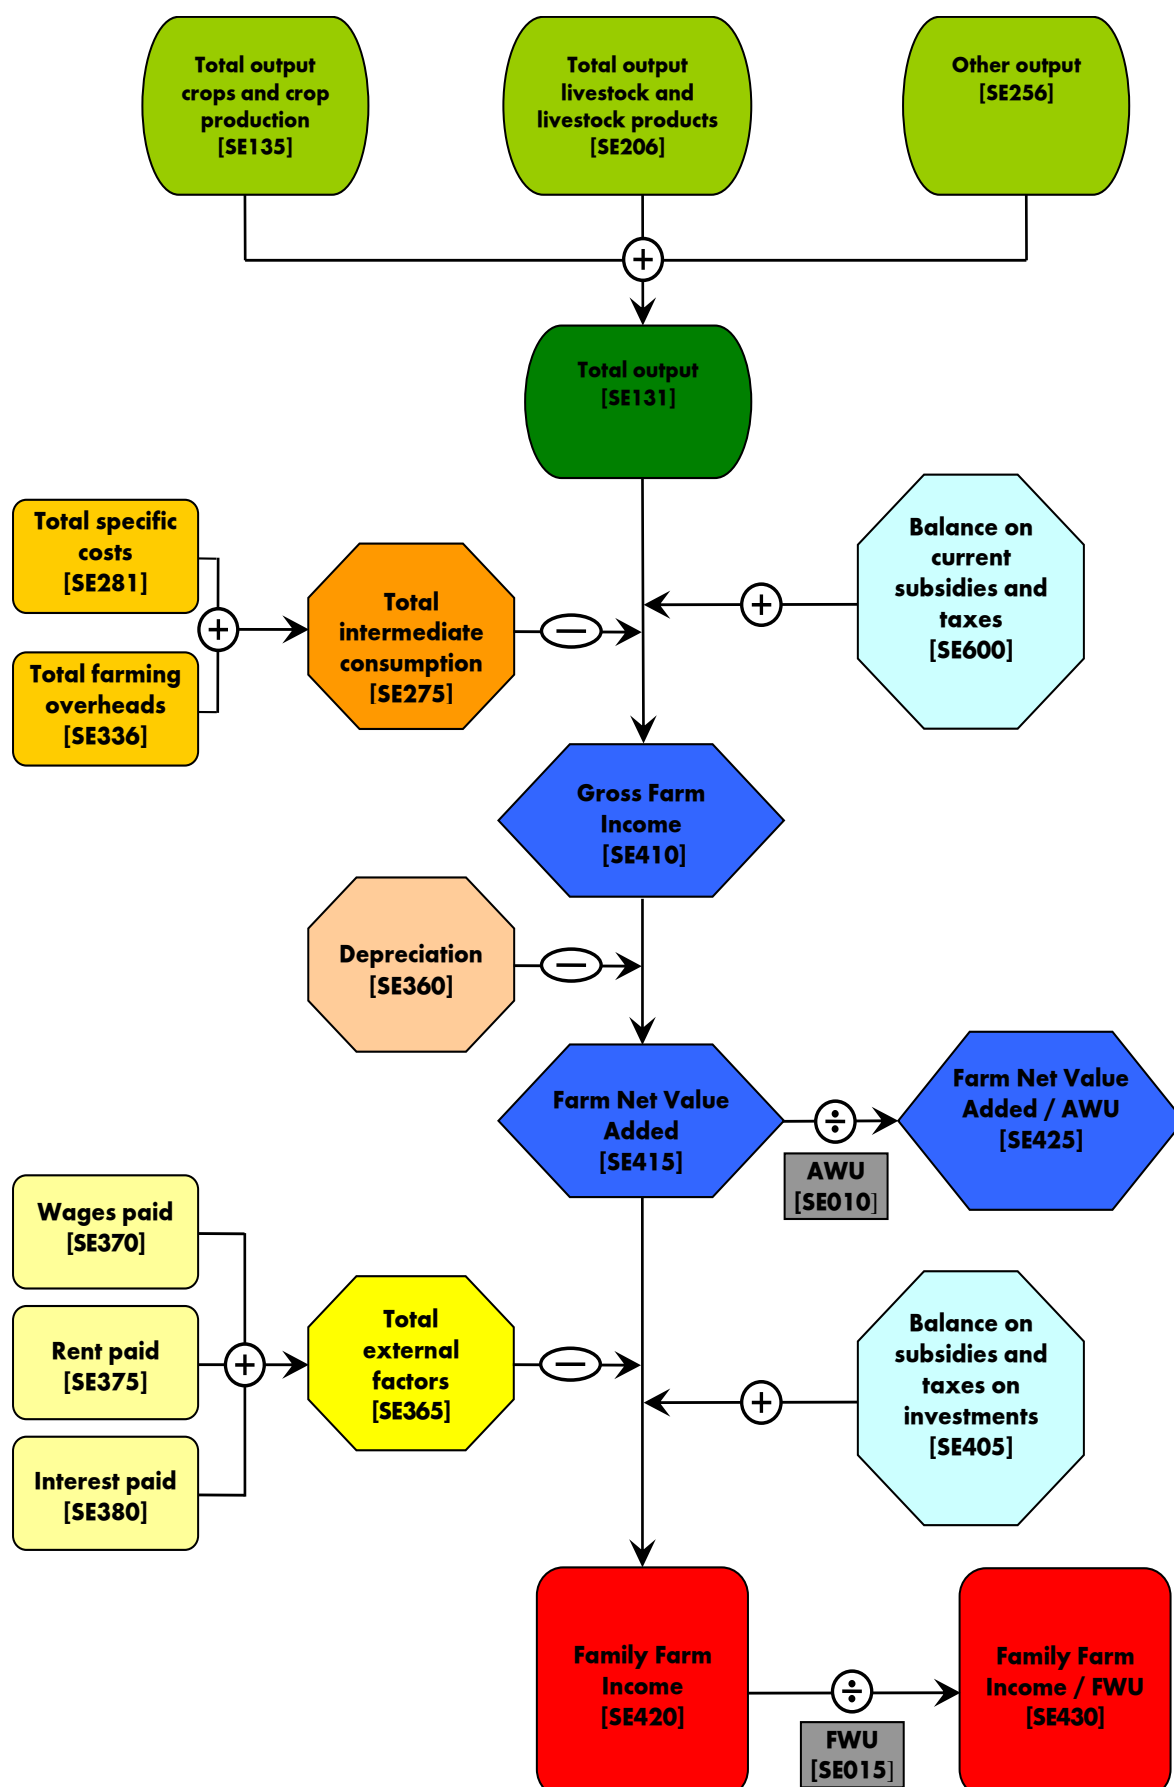 Total output
crops and crop
production
[SE135]
Total output
livestock and
livestock products
[SE206]
Other output
[SE256]
+
Total output
[SE131]
Total specific
costs
[SE281]
+
Total farming
overheads
[SE336]
Total
intermediate
consumption
[SE275]
—
+
Balance on
current
subsidies and
taxes
[SE600]
Gross Farm
Income
[SE410]
Depreciation
[SE360]
—
Farm Net Value
Added
[SE415]
÷
AWU
[SE010]
Farm Net Value
Added / AWU
[SE425]
Wages paid
[SE370]
Rent paid
[SE375]
Interest paid
[SE380]
+
Total
external
factors
[SE365]
—
+
Balance on
subsidies and
taxes on
investments
[SE405]
Family Farm
Income
[SE420]
÷
FWU
[SE015]
Family Farm
Income / FWU
[SE430]